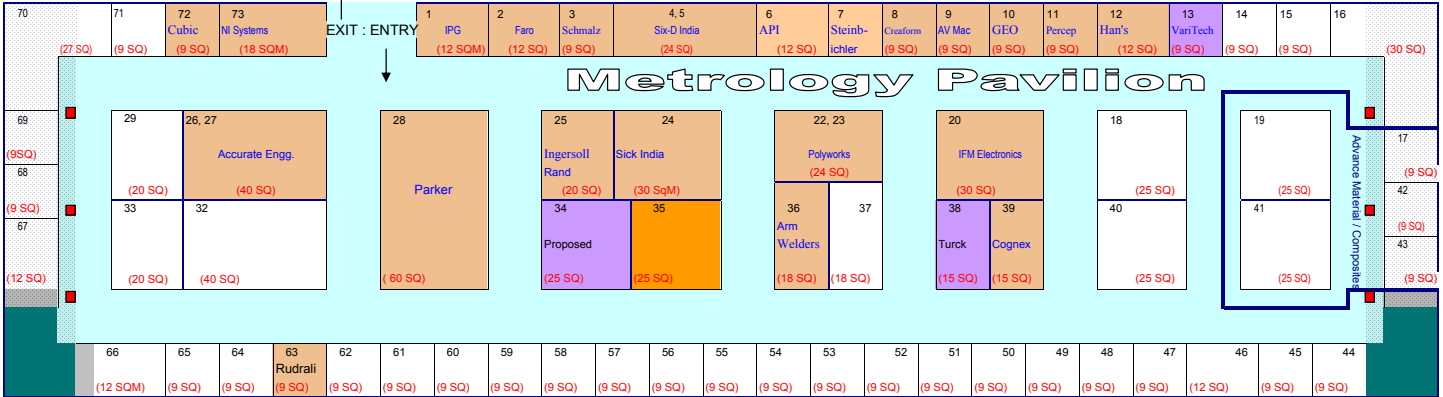 70
(27 SQ)
71
(9 SQ)
72
Cubic
(9 SQ)
73
NI Systems
(18 SQM)
EXIT : ENTRY
1
IPG
(12 SQM)
2
Faro
(12 SQ)
3
Schmalz
(9 SQ)
4, 5
Six-D India
(24 SQ)
6
API
(12 SQ)
7
Steinb-
ichler
8
Creaform
(9 SQ)
9
AV Mac
(9 SQ)
10
GEO
(9 SQ)
11
Percep
(9 SQ)
12
Han's
(12 SQ)
13
VariTech
(9 SQ)
14
(9 SQ)
15
(9 SQ)
16
(30 SQ)
Metrology Pavilion
69
(9SQ)
68
(9 SQ)
67
(12 SQ)
29
(20 SQ)
26, 27
Accurate Engg.
(40 SQ)
33
(20 SQ)
32
(40 SQ)
28
Parker
( 60 SQ)
25
Ingersoll
Rand
(20 SQ)
24
Sick India
(30 SqM)
34
Proposed
(25 SQ)
35
(25 SQ)
22, 23
Polyworks
(24 SQ)
36
Arm
Welders
(18 SQ)
37
(18 SQ)
20
IFM Electronics
(30 SQ)
38
Turck
(15 SQ)
39
Cognex
(15 SQ)
18
(25 SQ)
40
(25 SQ)
19
(25 SQ)
41
(25 SQ)
Advance Material / Composites
17
(9 SQ)
42
(9 SQ)
43
(9 SQ)
66
(12 SQM)
65
(9 SQ)
64
(9 SQ)
63
Rudrali
(9 SQ)
62
(9 SQ)
61
(9 SQ)
60
(9 SQ)
59
(9 SQ)
58
(9 SQ)
57
(9 SQ)
56
(9 SQ)
55
(9 SQ)
54
(9 SQ)
53
(9 SQ)
52
(9 SQ)
51
(9 SQ)
50
(9 SQ)
49
(9 SQ)
48
(9 SQ)
47
(9 SQ)
46
(12 SQ)
45
(9 SQ)
44
(9 SQ)